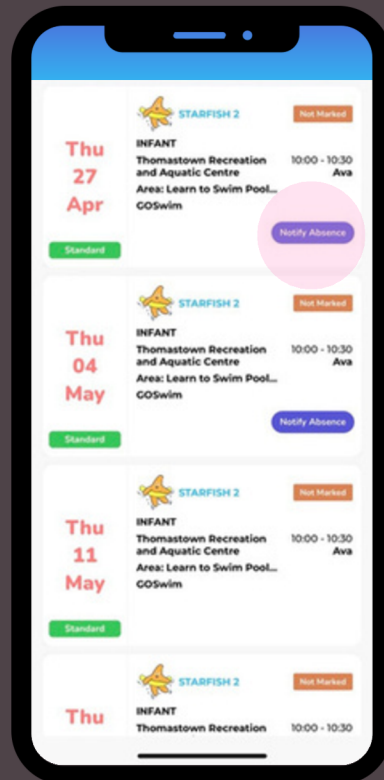 STARFISH 2
Not Marked
Thu
27
Apr
INFANT
Thomastown Recreation
and Aquatic Centre
10:00 - 10:30
Ava
Area: Learn to Swim Pool...
GOSwim
Notify Absence
Standard
STARFISH 2
Not Marked
Thu
04
May
INFANT
Thomastown Recreation
and Aquatic Centre
10:00 - 10:30
Ava
Area: Learn to Swim Pool...
GOSwim
Notify Absence
Standard
STARFISH 2
Not Marked
Thu
11
May
INFANT
Thomastown Recreation
and Aquatic Centre
10:00 - 10:30
Ava
Area: Learn to Swim Pool...
GOSwim
Standard
STARFISH 2
Not Marked
Thu
INFANT
Thomastown Recreation
10:00 - 10:30